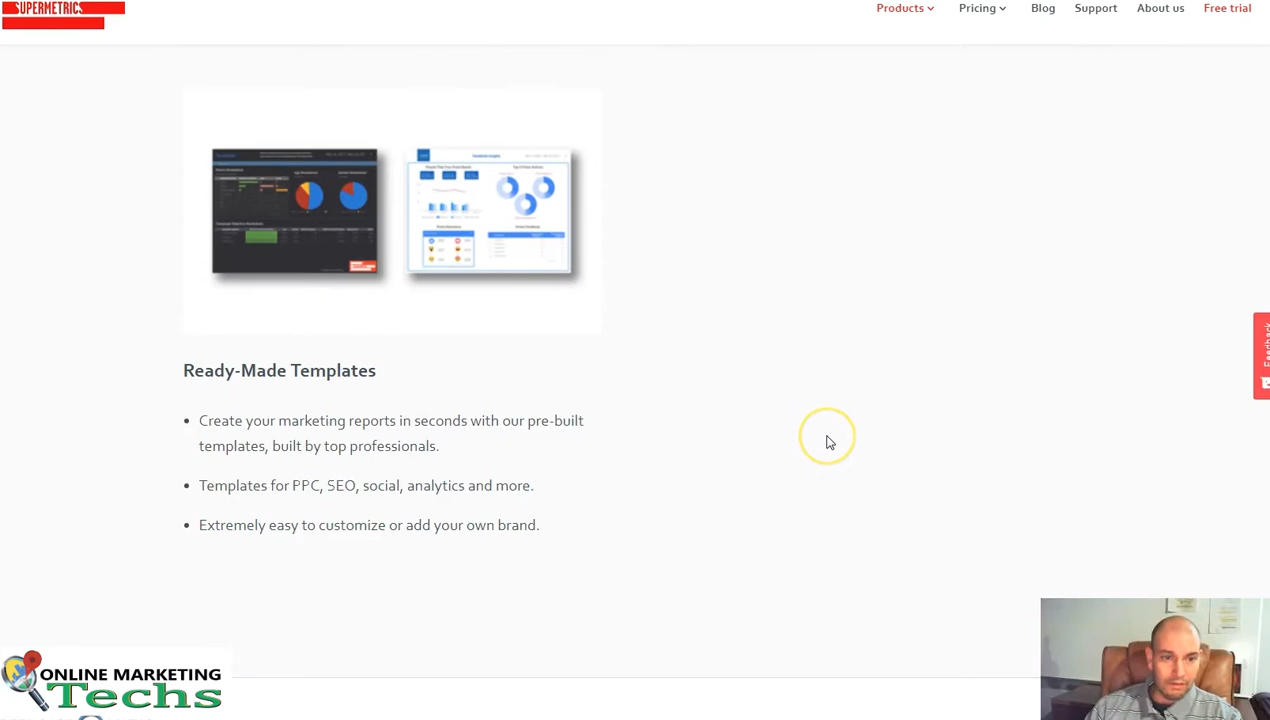 SUPERMETRICS
Products
Pricing
Blog
Support
About us
Free trial
Feedback
Ready-Made Templates
Create your marketing reports in seconds with our pre-built
templates, built by top professionals.
Templates for PPC, SEO, social, analytics and more.
Extremely easy to customize or add your own brand.
ONLINE MARKETING
Techs